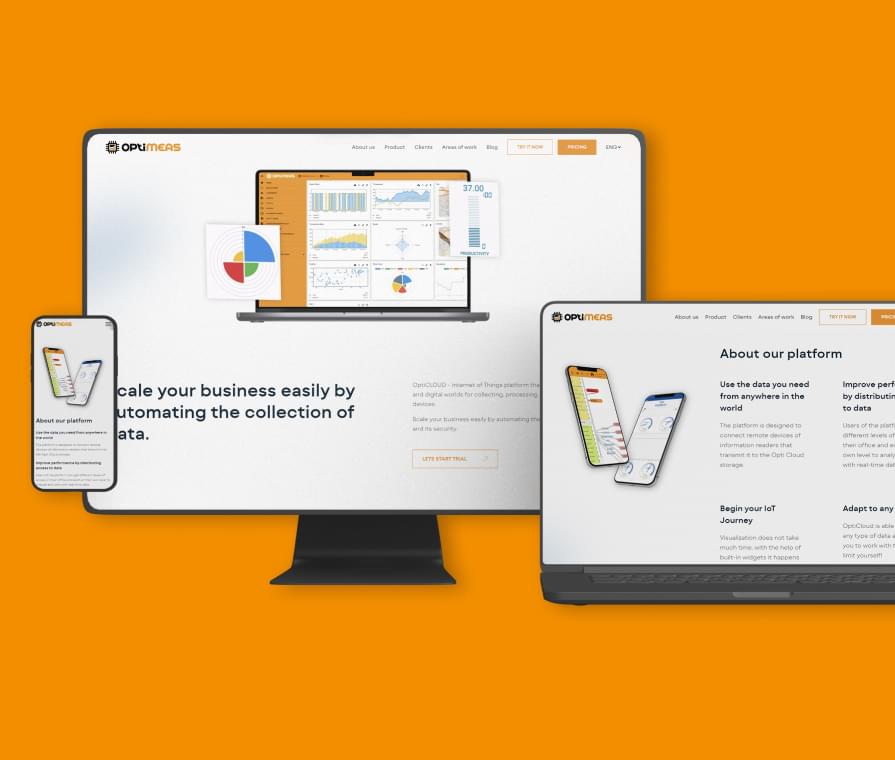 OPtiMEAS
About us Product Clients Areas of work Blog TRY IT NOW PRICING ENG
37.00
PRODUCTIVITY
cale your business easily by
utomating the collection of
ata.
OptiCLOUD - Internet of Things platform tha
and digital worlds for collecting, processing,
devices.
Scale your business easily by automating the
and its security.
LET'S START TRIAL
OPtiMEAS
About our platform
Use the data you need from anywhere in
the world
Improve performance by distributing
access to data
OPtiMEAS
About us Product Clients Areas of work Blog TRY IT NOW PRICI
About our platform
Use the data you need
from anywhere in the
world
The platform is designed to
connect remote devices of
information readers that
transmit it to the Opti Cloud
storage.
Improve perf
by distributin
to data
Users of the platf
different levels of
their office and ea
own level to analy
with real-time dat
Begin your IoT
Journey
Visualization does not take
much time, with the help of
built-in widgets it happens
Adapt to any
OptiCloud is able
any type of data a
you to work with t
limit yourself!